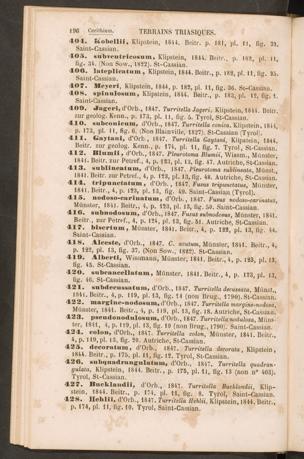 196 Cerithium. TERRAINS TRIASIQUES.
404. Kobellii, Klipstein, 1844. Beitr. p. 181, pl. 11, fig. 32.
Saint-Cassian.
405. subventricosum, Klipstein, 1844. Beitr., p. 182, pl. 11,
fig. 34. (Non Sow., 1827). St-Cassian.
406. lateplicatum, Klipstein, 1844. Beitr., p. 182, pl. 11, fig. 35.
Saint-Cassian.
407. Meyeri, Klipstein, 1844, p. 182, pl. 11, fig. 36. St-Cassian.
408. spinulosum, Klipstein, 1844. Beitr., p. 183, pl. 12, fig. 1.
Saint-Cassian.
409. Jageri, d'Orb., 1847. Turritella Jageri, Klipstein, 1844. Beitr.
zur geolog. Kenn., p. 173, pl. 11, fig. 5. Tyrol, St-Cassian.
410. subconicum, d'Orb., 1847. Turritella conica, Klipstein, 1844,
p. 173, pl. 11, fig. 6. (Non Blainville, 1827). St-Cassian (Tyrol).
411. Gaytani, d'Orb., 1847. Turritella Gaytani, Klipstein, 1844,
Beitr. zur geolog. Kenn., p. 174, pl. 11, fig. 7. Tyrol, St-Cassian.
412. Blumii, d'Orb., 1847. Pleurotoma Blumii, Wissm., Münster,
1841. Beitr. zur Petref., 4, p. 123, pl. 13, fig. 47. Autriche, St-Cassian.
413. sublineatum, d'Orb., 1847. Pleurotoma sublineata, Münst.,
1841. Beitr. zur Petref., 4, p. 123, pl. 13, fig. 48. Autriche, St-Cassian.
414. tripunctatum, d'Orb., 1847. Fusus tripunctatus, Münster,
1841. Beitr., 4, p. 123, pl. 13, fig. 49. Saint-Cassian (Tyrol).
415. nodoso-carinatum, d'Orb., 1847. Fusus nodoso-carinatus,
Münster, 1841. Beitr., 4, p. 123, pl. 13, fig. 50. Saint-Cassian.
416. subnodosum, d'Orb., 1847. Fusus subnodosus, Münster, 1841.
Beitr., zur Petref., 4, p. 124, pl. 13, fig. 51. Autriche, St-Cassian.
417. bisertum, Münster, 1841. Beitr., 4, p. 122, pl. 13, fig. 44.
Saint-Cassian.
418. Alceste, d'Orb., 1847. C. acutum, Münster, 1841. Beitr., 4,
p. 122, pl. 13, fig. 37, (Non Sow., 1822). St-Cassian.
419. Alberti, Wissmann, Münster, 1841, Beitr., 4, p. 123, pl. 13,
fig. 45. St-Cassian.
420. subcancellatum, Münster, 1841. Beitr., 4, p. 123, pl. 13,
fig. 46. St-Cassian.
421. subdecussatum, d'Orb., 1847. Turritella decussata, Münst.,
1841, Beitr., 4, p. 119, pl. 13, fig. 14 (non Brug., 1790). St-Cassian.
422. margine-nodosum, d'Orb., 1847. Turritella margine-nodosa,
Münster, 1841. Beitr., 4, p. 119, pl. 13, fig. 18. Autriche, St-Cassian.
423. pseudonodulosum, d'Orb., 1847. Turritella nodulosa, Münster,
1841, 4, p. 119, pl. 13, fig. 19 (non Brug., 1790). Saint-Cassian.
424. colon, d'Orb., 1847. Turritella colon, Münster, 1841. Beitr.,
4, p. 119, pl. 13, fig. 20. Autriche, St-Cassian.
425. decoratum, d'Orb., 1847. Turritella decorata, Klipstein,
1844. Beitr., p. 175, pl. 11, fig. 12. Tyrol, St-Cassian.
426. subquadrangulatum, d'Orb., 1847. Turritella quadrangulata,
Klipstein, 1844. Beitr., p. 175, pl. 11, fig. 13 (non n° 403).
Tyrol, St-Cassian.
427. Bucklandii, d'Orb., 1847. Turritella Bucklandii, Klipstein,
1844. Beitr., p. 174, pl. 11, fig. 8. Tyrol, Saint-Cassian.
428. Hehlii, d'Orb., 1847. Turritella Hehlii, Klipstein, 1844, Beitr.,
p. 174, pl. 11, fig. 10. Tyrol, Saint-Cassian.